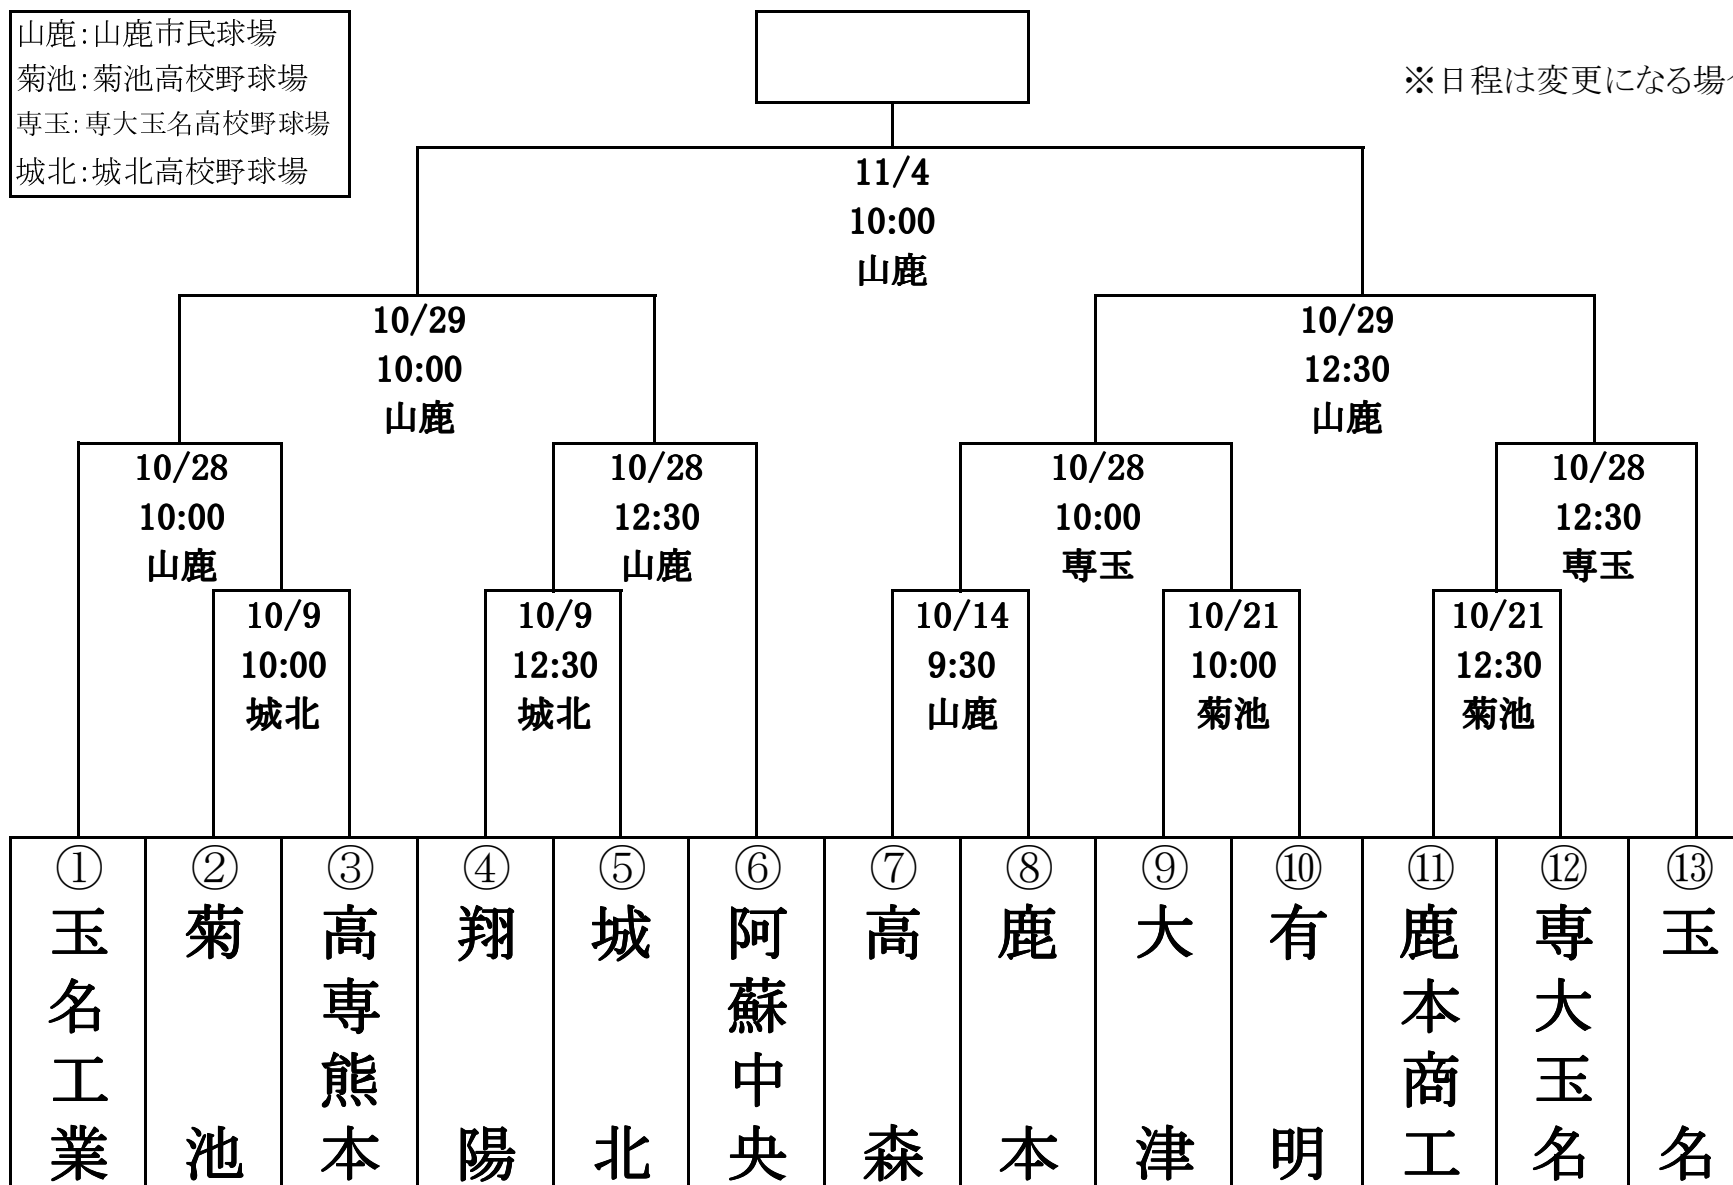 山鹿:山鹿市民球場
菊池:菊池高校野球場
専玉:専大玉名高校野球場
城北:城北高校野球場
※日程は変更になる場
11/4
10:00
山鹿
10/29
10:00
山鹿
10/29
12:30
山鹿
10/28
10:00
山鹿
10/28
12:30
山鹿
10/28
10:00
専玉
10/28
12:30
専玉
10/9
10:00
城北
10/9
12:30
城北
10/14
9:30
山鹿
10/21
10:00
菊池
10/21
12:30
菊池
①
玉名工業
②
菊池
③
高専熊本
④
翔陽
⑤
城北
⑥
阿蘇中央
⑦
高森
⑧
鹿本
⑨
大津
⑩
有明
⑪
鹿本商工
⑫
専大玉名
⑬
玉名